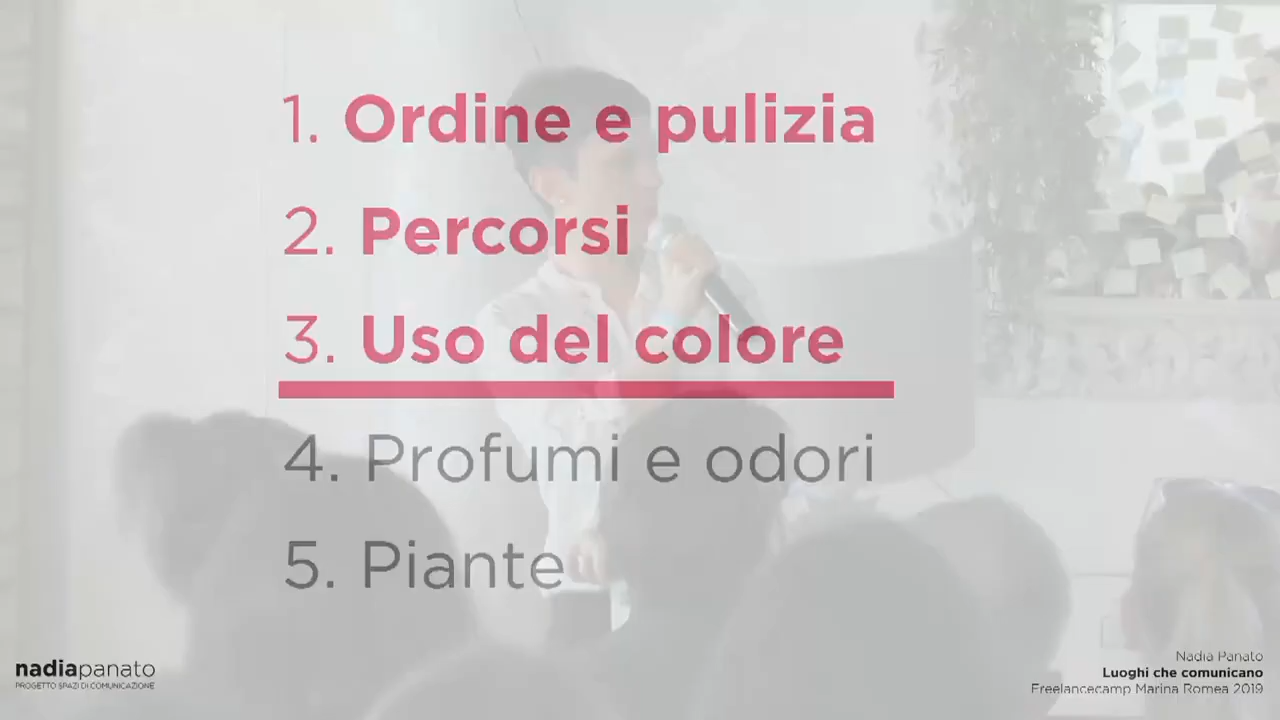 1. Ordine e pulizia
2. Percorsi
3. Uso del colore
4. Profumi e odori
5. Piante
nadiapanato
PROGETTO SPAZI DI COMUNICAZIONE
Nadia Panato
Luoghi che comunicano
Freelancecamp Marina Romea 2019